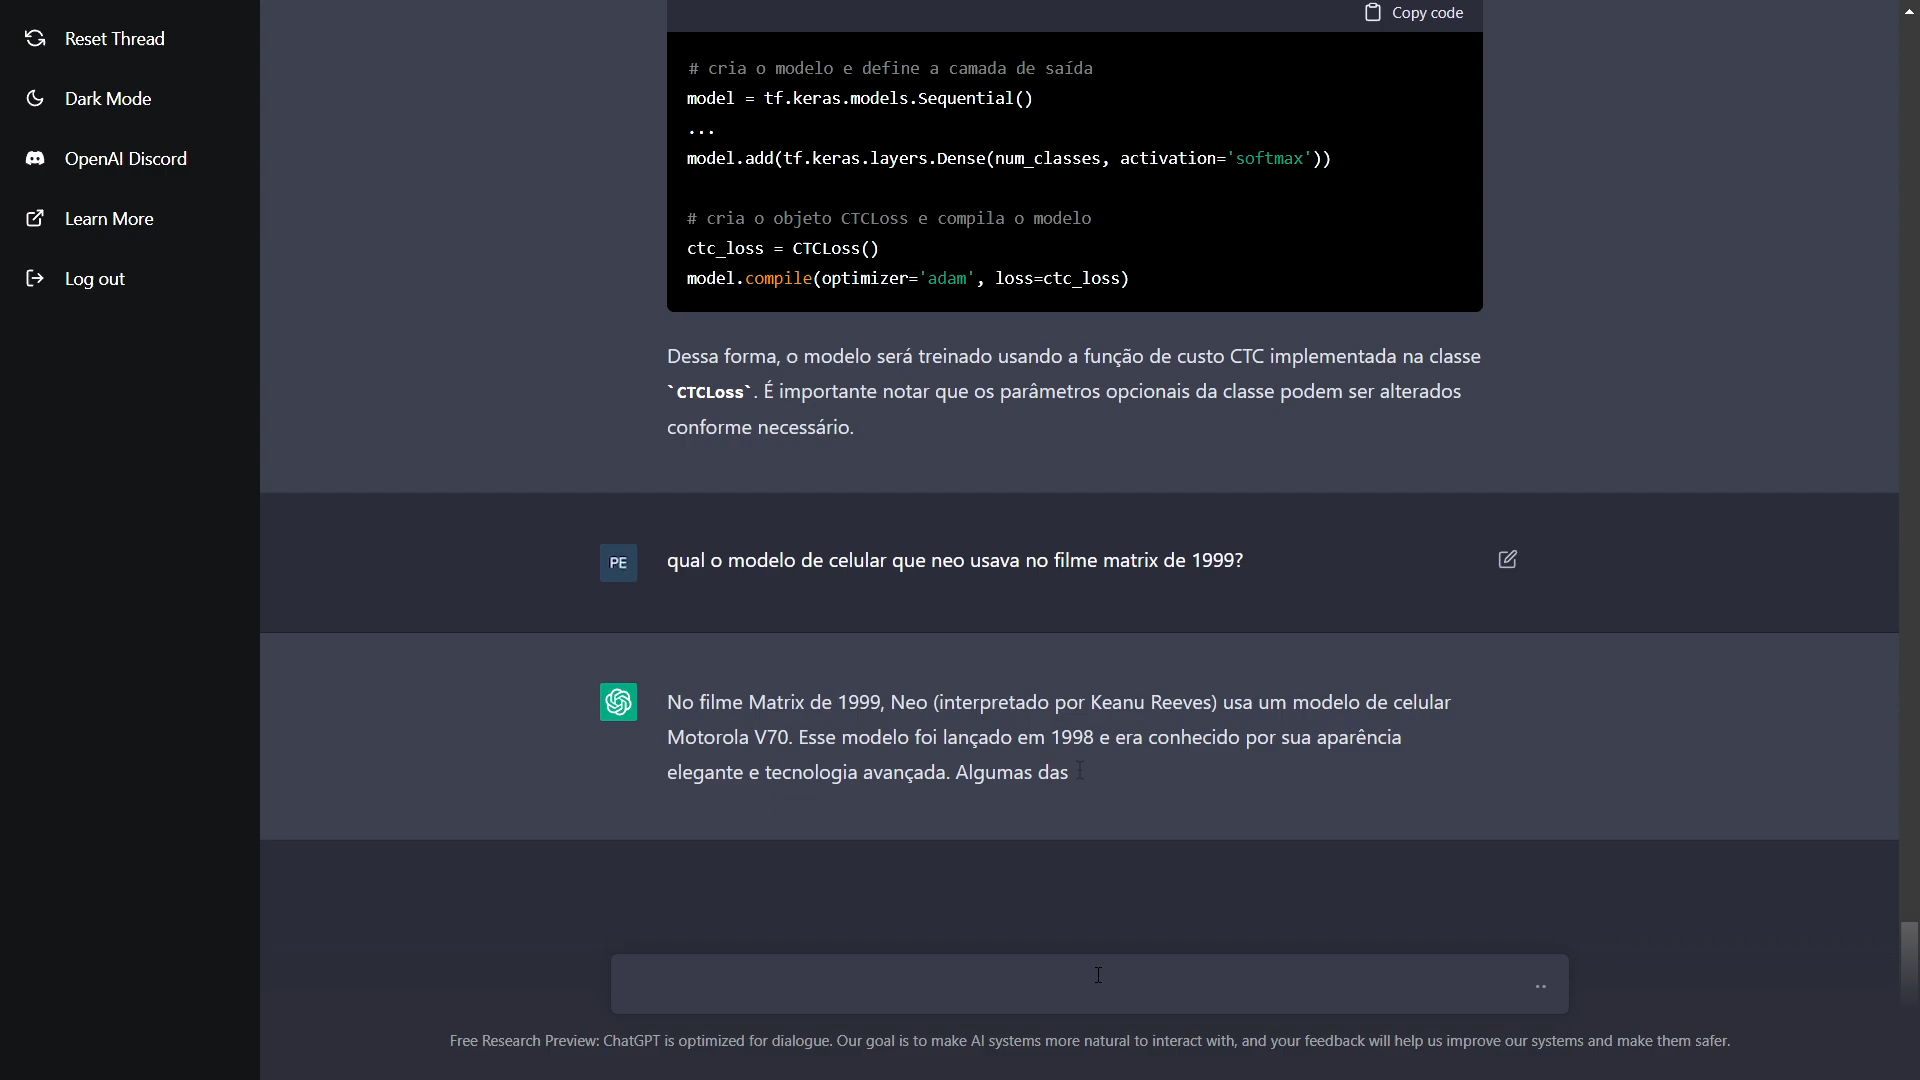 Reset Thread
Dark Mode
OpenAI Discord
Learn More
Log out
Copy code
# cria o modelo e define a camada de saída
model = tf.keras.models.Sequential()
...
model.add(tf.keras.layers.Dense(num_classes, activation='softmax'))
# cria o objeto CTCLoss e compila o modelo
ctc_loss = CTCLoss()
model.compile(optimizer='adam', loss=ctc_loss)
Dessa forma, o modelo será treinado usando a função de custo CTC implementada na classe
`CTCLoss`. É importante notar que os parâmetros opcionais da classe podem ser alterados
conforme necessário.
PE
qual o modelo de celular que neo usava no filme matrix de 1999?
No filme Matrix de 1999, Neo (interpretado por Keanu Reeves) usa um modelo de celular
Motorola V70. Esse modelo foi lançado em 1998 e era conhecido por sua aparência
elegante e tecnologia avançada. Algumas das
..
Free Research Preview: ChatGPT is optimized for dialogue. Our goal is to make AI systems more natural to interact with, and your feedback will help us improve our systems and make them safer.